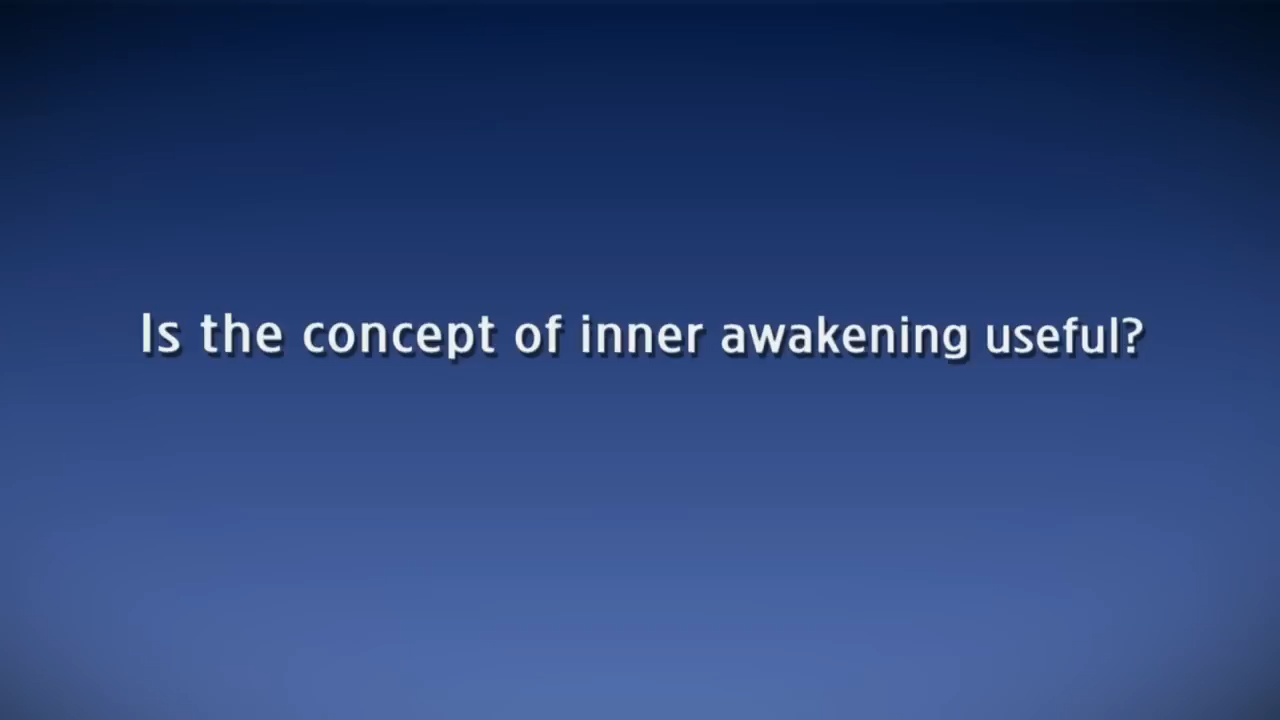 Is the concept of inner awakening useful?